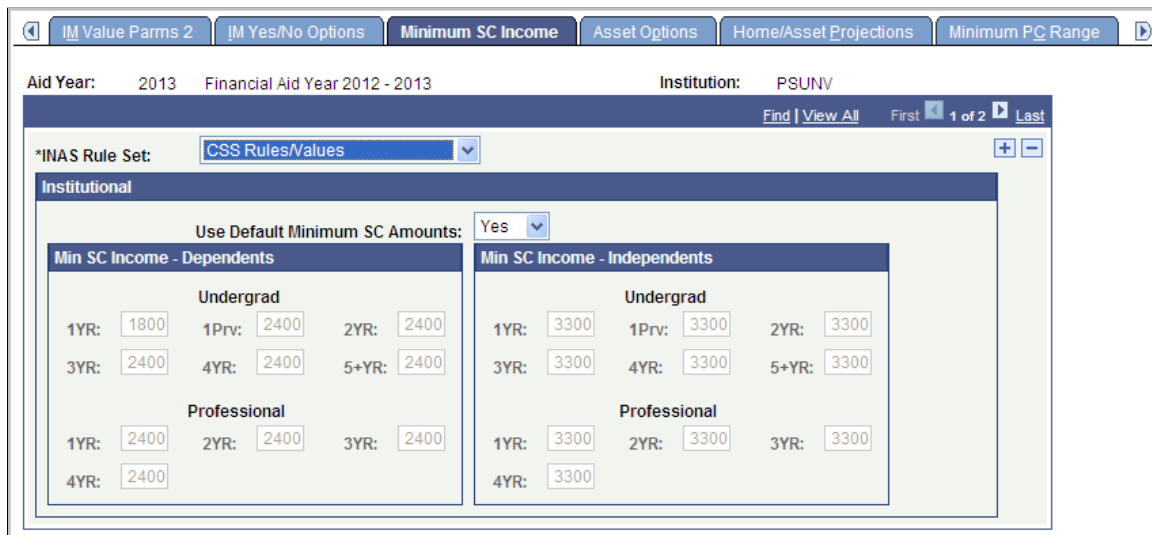 IM Value Parms 2 IM Yes/No Options Minimum SC Income Asset Options Home/Asset Projections Minimum PC Range
Aid Year: 2013 Financial Aid Year 2012 - 2013 Institution: PSUNV
Find | View All First 1 of 2 Last
*INAS Rule Set: CSS Rules/Values
Institutional
Use Default Minimum SC Amounts: Yes
Min SC Income - Dependents Min SC Income - Independents
Undergrad Undergrad
1YR: 1800 1Prv: 2400 2YR: 2400 1YR: 3300 1Prv: 3300 2YR: 3300
3YR: 2400 4YR: 2400 5+YR: 2400 3YR: 3300 4YR: 3300 5+YR: 3300
Professional Professional
1YR: 2400 2YR: 2400 3YR: 2400 1YR: 3300 2YR: 3300 3YR: 3300
4YR: 2400 4YR: 3300